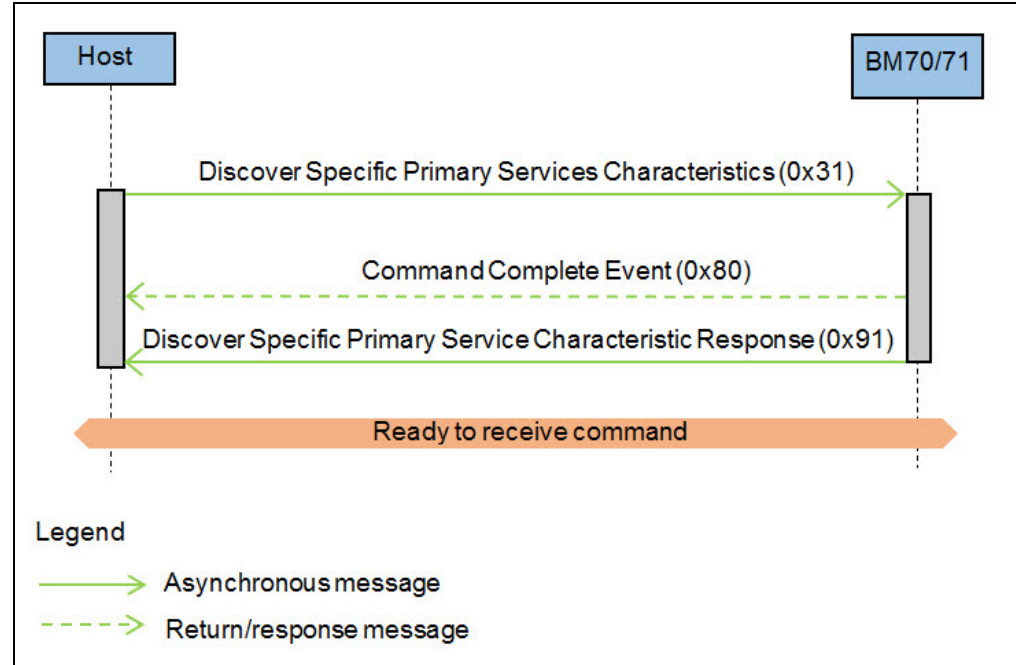 Host
BM70/71
Discover Specific Primary Services Characteristics (0x31)
Command Complete Event (0x80)
Discover Specific Primary Service Characteristic Response (0x91)
Ready to receive command
Legend
Asynchronous message
Return/response message